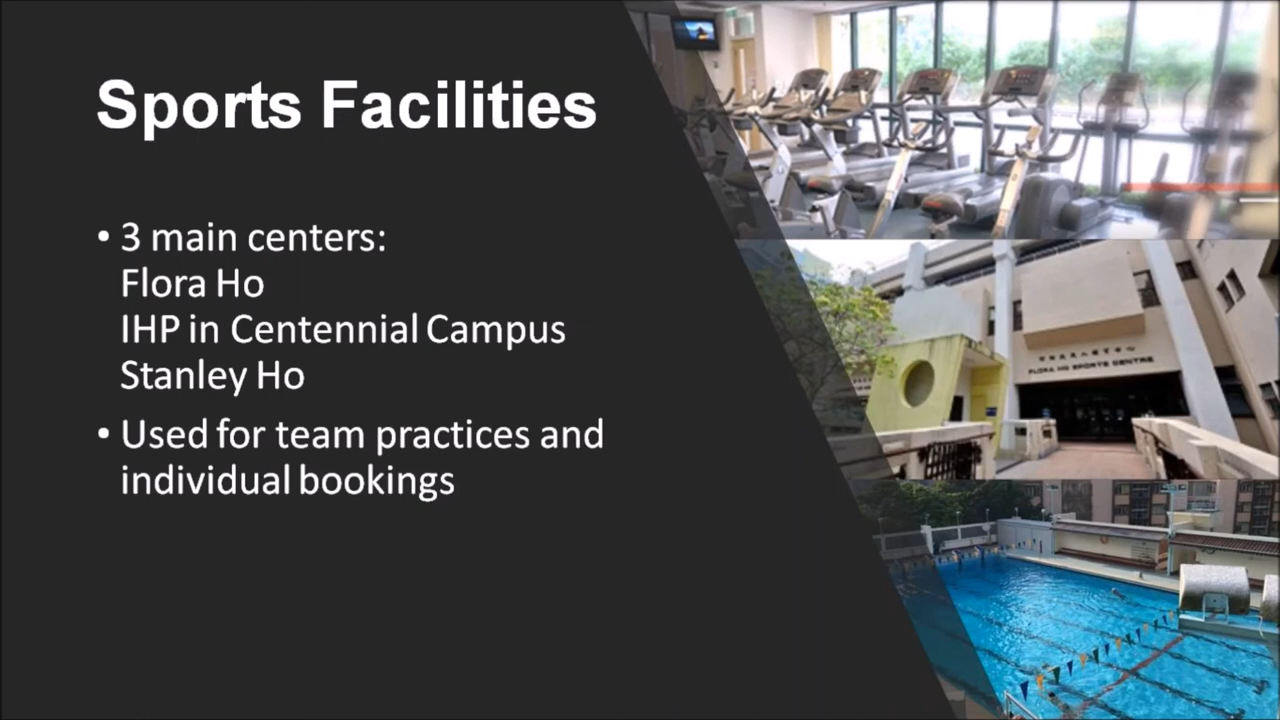 Sports Facilities
• 3 main centers:
Flora Ho
IHP in Centennial Campus
Stanley Ho
• Used for team practices and
individual bookings
FLORA HO SPORTS CENTRE